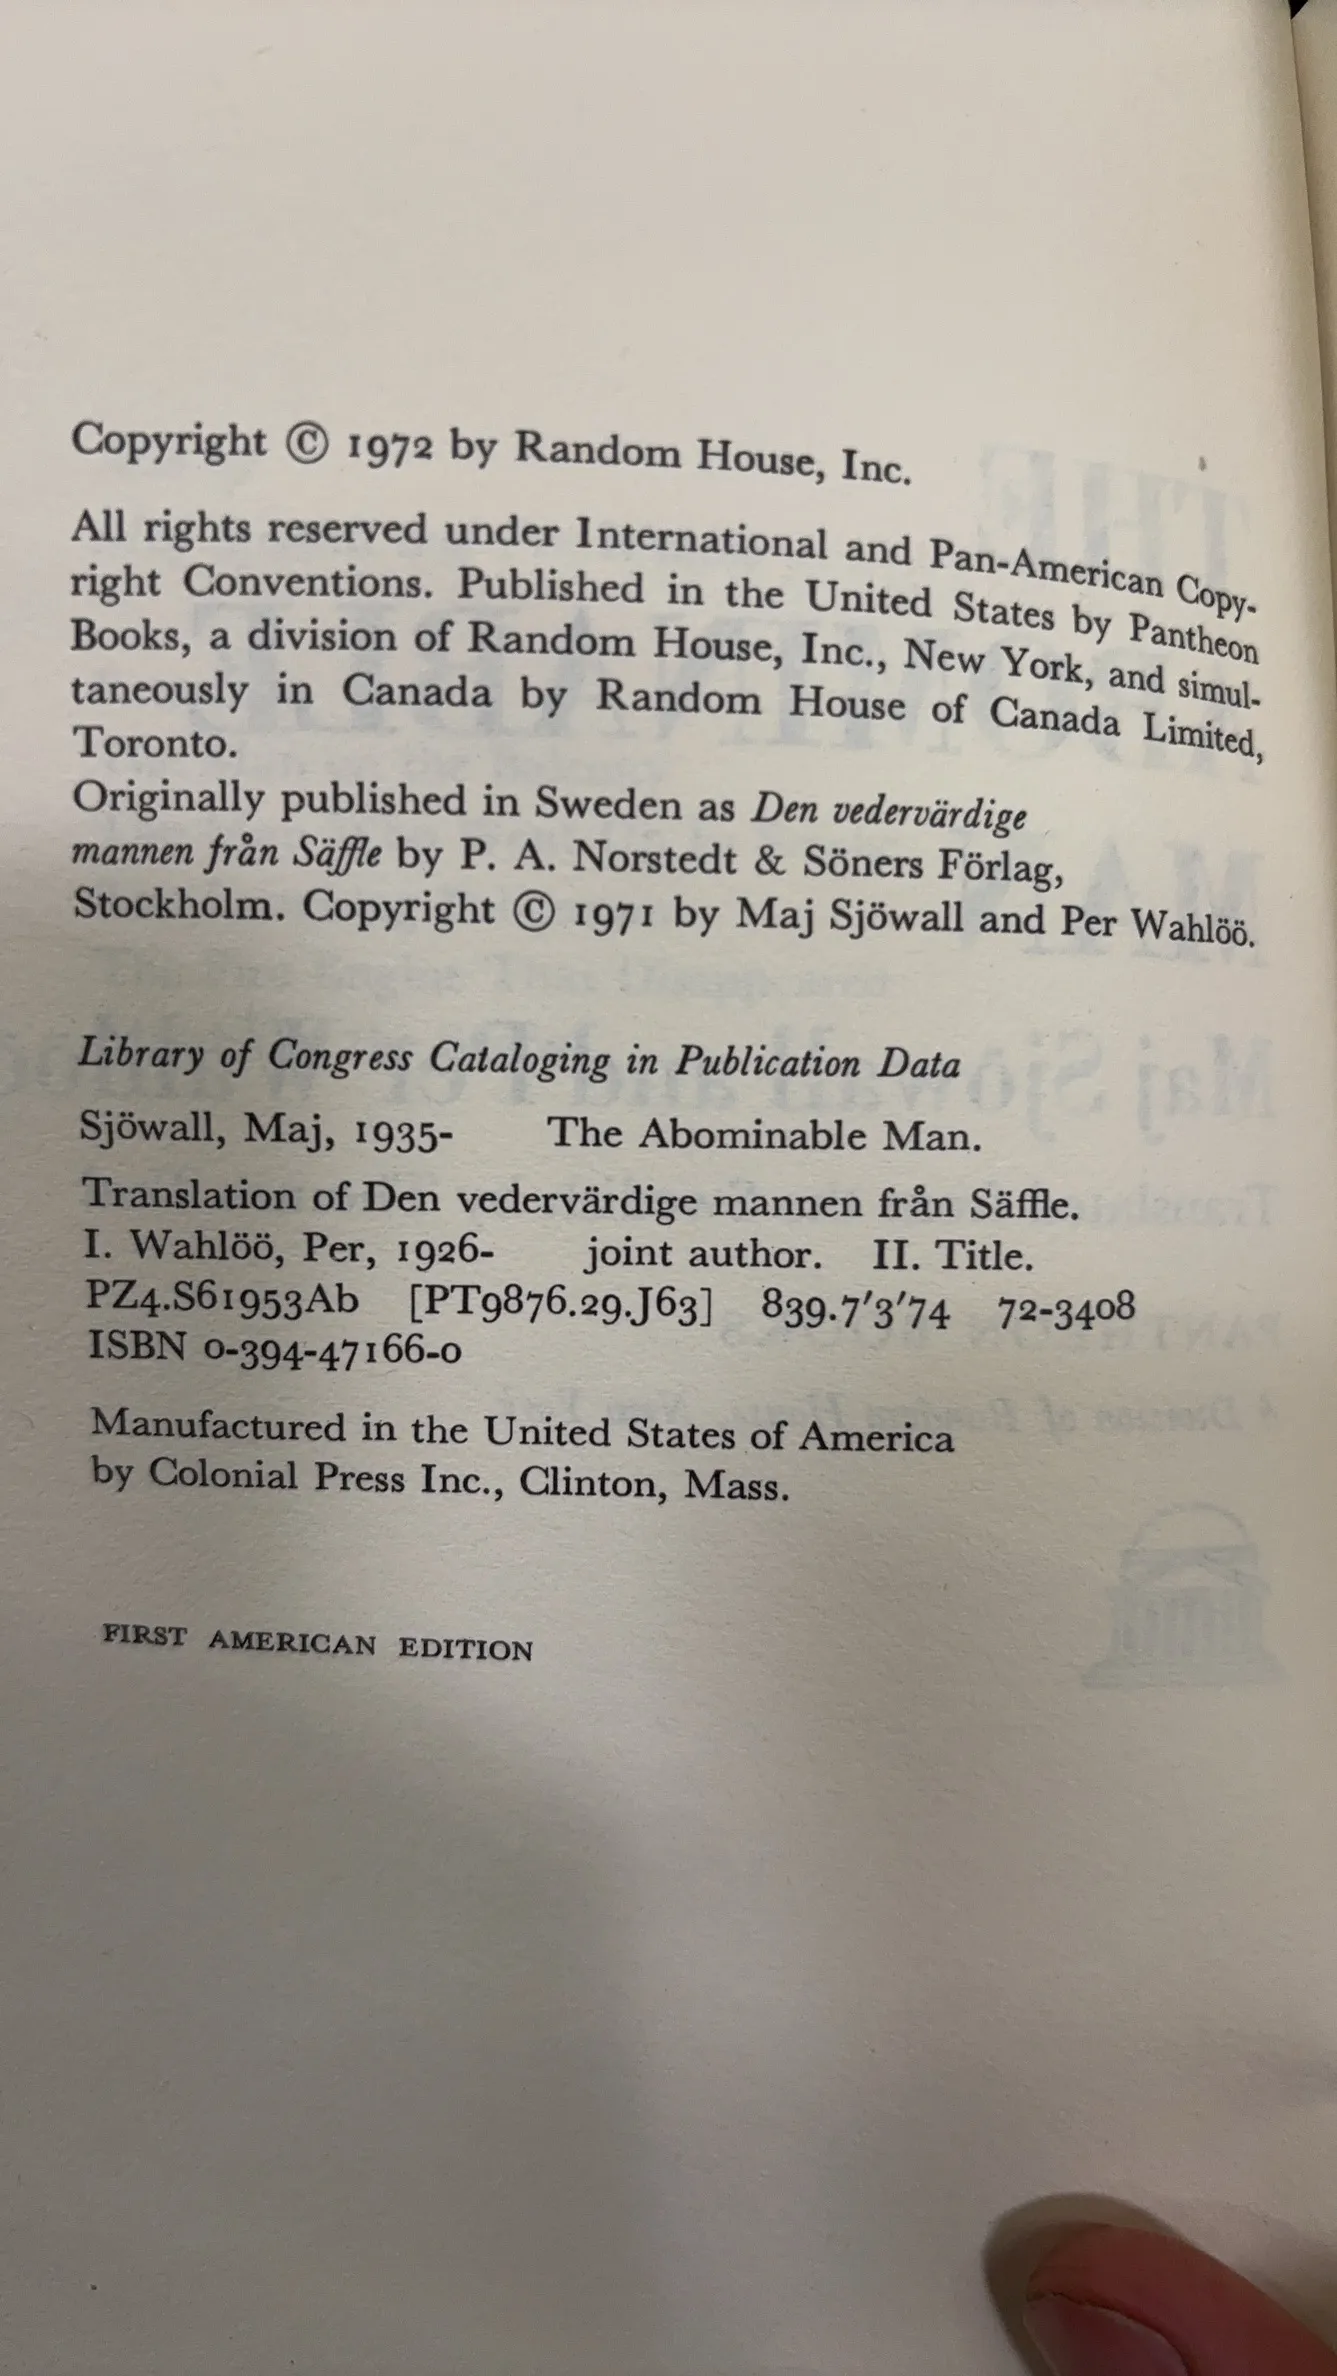 Copyright © 1972 by Random House, Inc.
All rights reserved under International and Pan-American Copy-
right Conventions. Published in the United States by Pantheon
Books, a division of Random House, Inc., New York, and simul-
taneously in Canada by Random House of Canada Limited,
Toronto.
Originally published in Sweden as Den vedervärdige
mannen från Säffle by P. A. Norstedt & Söners Förlag,
Stockholm. Copyright © 1971 by Maj Sjöwall and Per Wahlöö.
Library of Congress Cataloging in Publication Data
Sjöwall, Maj, 1935- The Abominable Man.
Translation of Den vedervärdige mannen från Säffle.
I. Wahlöö, Per, 1926- joint author. II. Title.
PZ4.S61953Ab [PT9876.29.J63] 839.7'3'74 72-3408
ISBN 0-394-47166-0
Manufactured in the United States of America
by Colonial Press Inc., Clinton, Mass.
FIRST AMERICAN EDITION